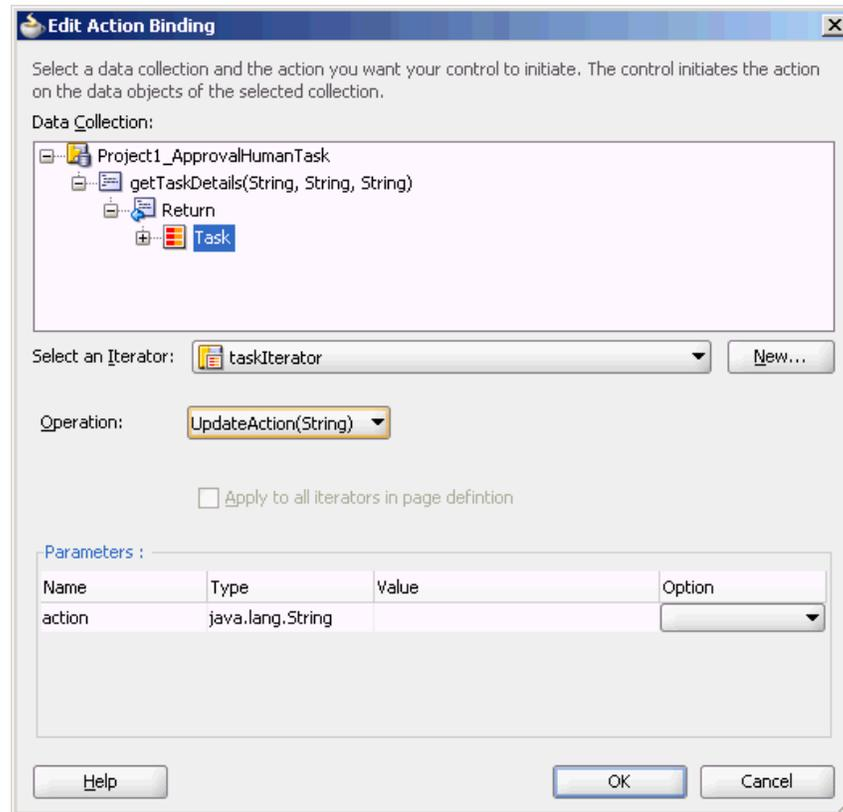 Edit Action Binding
Select a data collection and the action you want your control to initiate. The control initiates the action
on the data objects of the selected collection.
Data Collection:
Project1_ApprovalHumanTask
getTaskDetails(String, String, String)
Return
Task
Select an Iterator: taskIterator New...
Operation: UpdateAction(String)
Apply to all iterators in page defintion
Parameters :
Name Type Value Option
action java.lang.String
Help OK Cancel